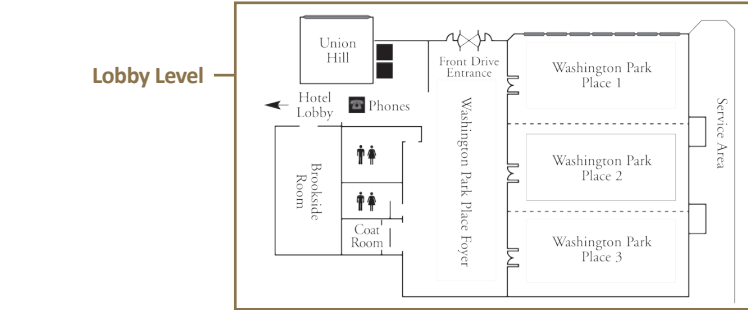 Lobby Level
Union
Hill
Front Drive
Entrance
Hotel
Lobby
Phones
Brookside
Room
Coat
Room
Washington Park Place Foyer
Washington Park
Place 1
Washington Park
Place 2
Washington Park
Place 3
Service Area